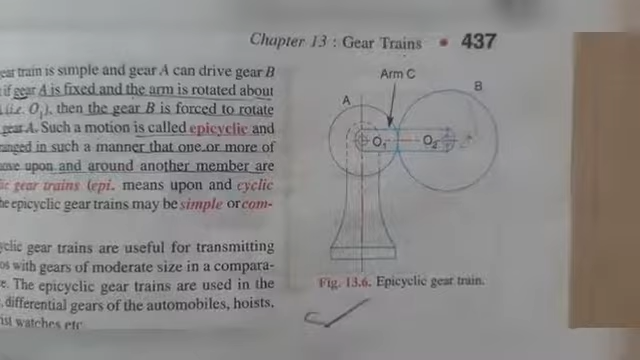 Chapter 13 : Gear Trains • 437
ear train is simple and gear A can drive gear B
if gear A is fixed and the arm is rotated about
(i.e. O₁), then the gear B is forced to rotate
gear A. Such a motion is called epicyclic and
ranged in such a manner that one or more of
upon and around another member are
gear trains (epi. means upon and cyclic
he epicyclic gear trains may be simple or com-
yclic gear trains are useful for transmitting
os with gears of moderate size in a compara-
e. The epicyclic gear trains are used in the
, differential gears of the automobiles, hoists,
ist watches etc
Arm C
A
B
O₁
O₂
Fig. 13.6. Epicyclic gear train.